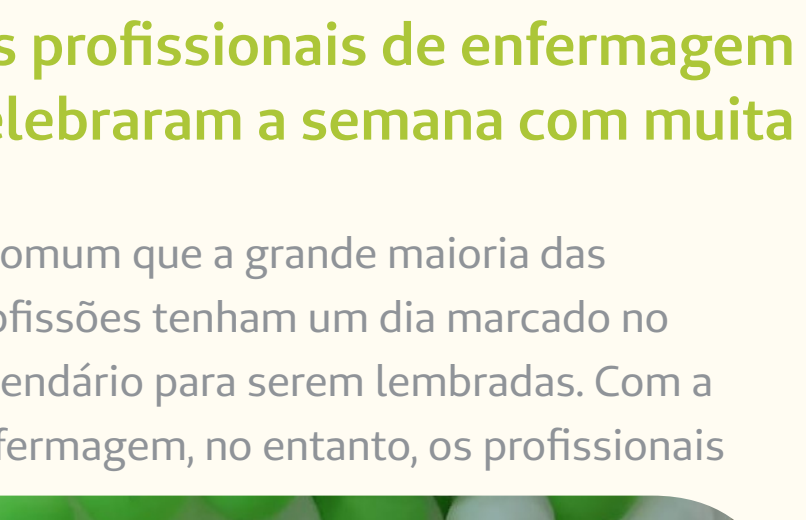 s profissionais de enfermagem
elebraram a semana com muita
omum que a grande maioria das
ofissões tenham um dia marcado no
endário para serem lembradas. Com a
fermagem, no entanto, os profissionais